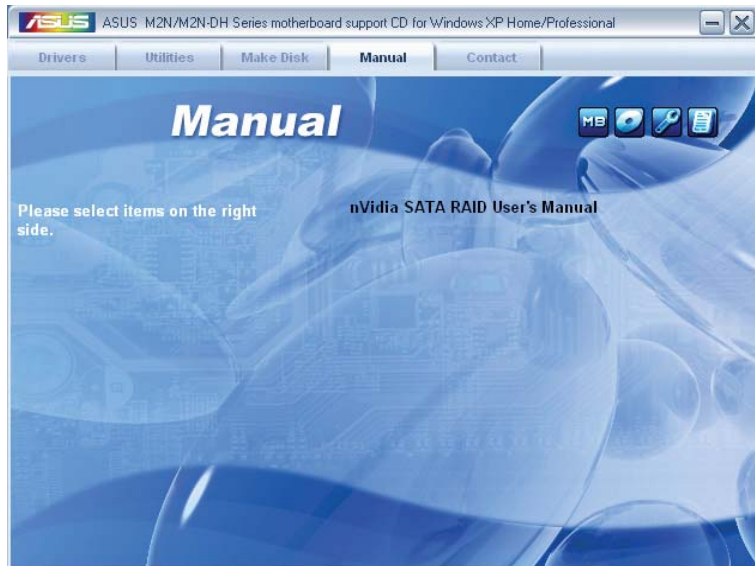 ASUS ASUS M2N/M2N-DH Series motherboard support CD for Windows XP Home/Professional
Drivers Utilities Make Disk Manual Contact
Manual
MB
Please select items on the right
side.
nVidia SATA RAID User's Manual